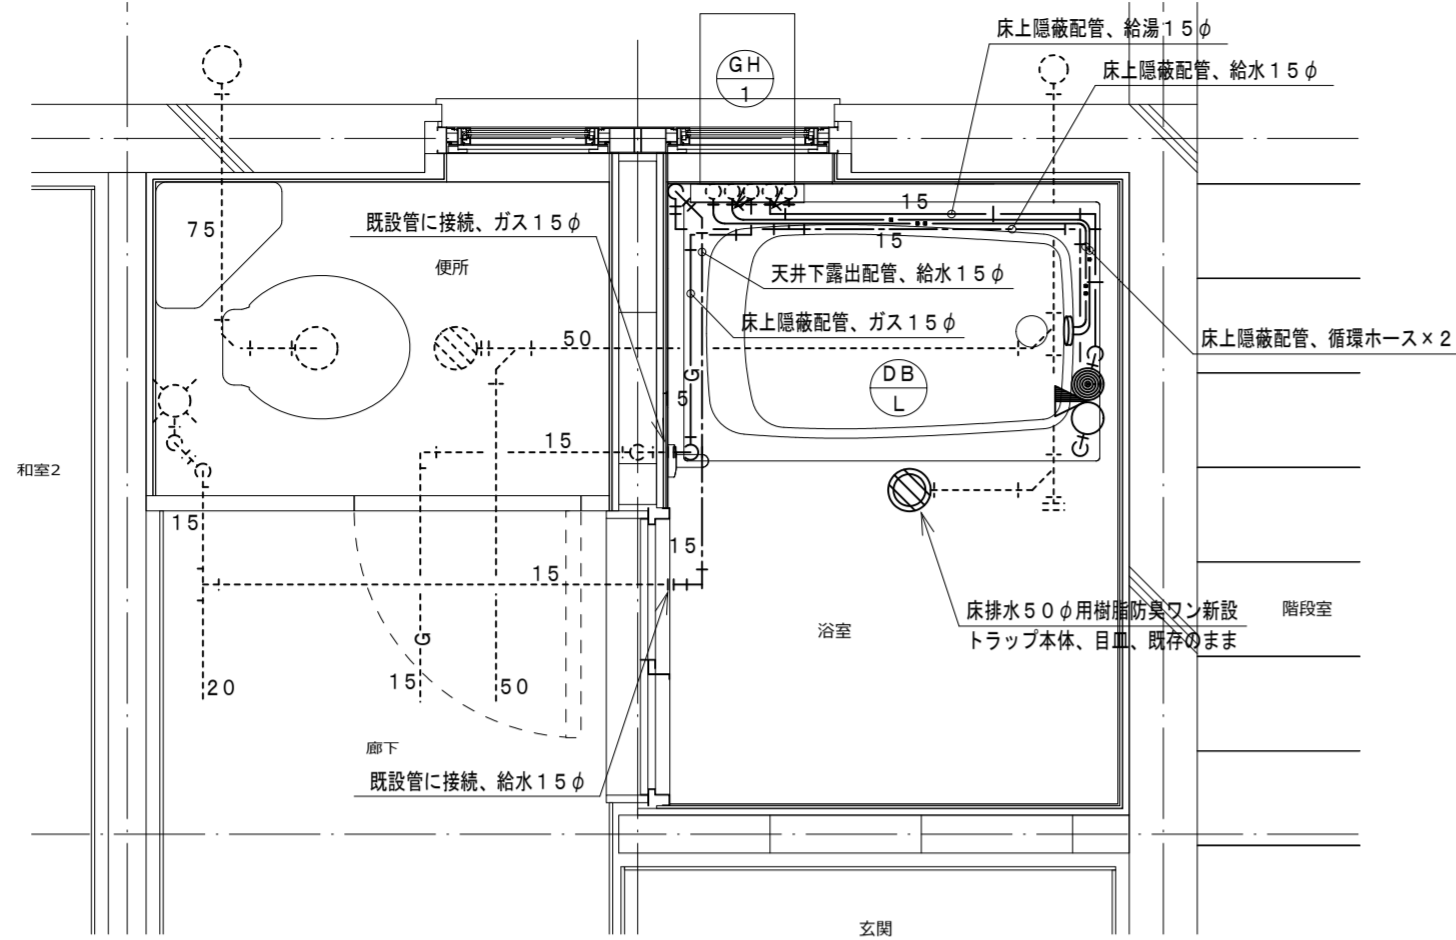 床上隠蔽配管、給湯１５φ
GH
1
床上隠蔽配管、給水１５φ
15
75
既設管に接続、ガス１５φ
15
便所
天井下露出配管、給水１５φ
床上隠蔽配管、ガス１５φ
50
床上隠蔽配管、循環ホース×２
G
DB
L
15
15
和室2
15
15
15
床排水５０φ用樹脂防臭ワン新設
トラップ本体、目皿、既存のまま
階段室
浴室
G
20
15
50
廊下
既設管に接続、給水１５φ
玄関